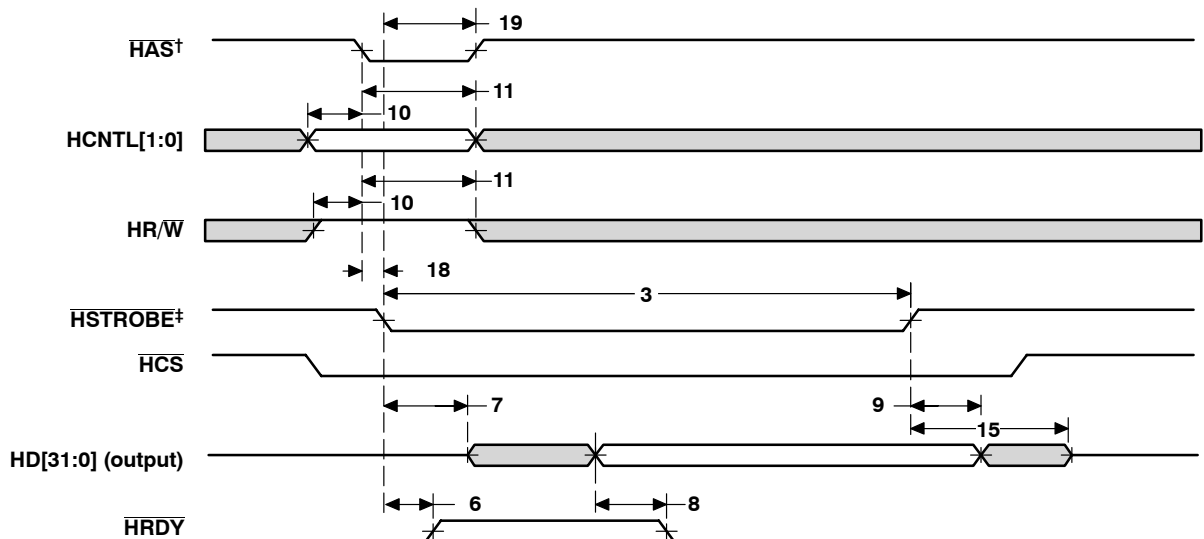 19
HAS†
11
10
HCNTL[1:0]
11
10
HR/W
18
3
HSTROBE‡
HCS
7
9
15
HD[31:0] (output)
6
8
HRDY